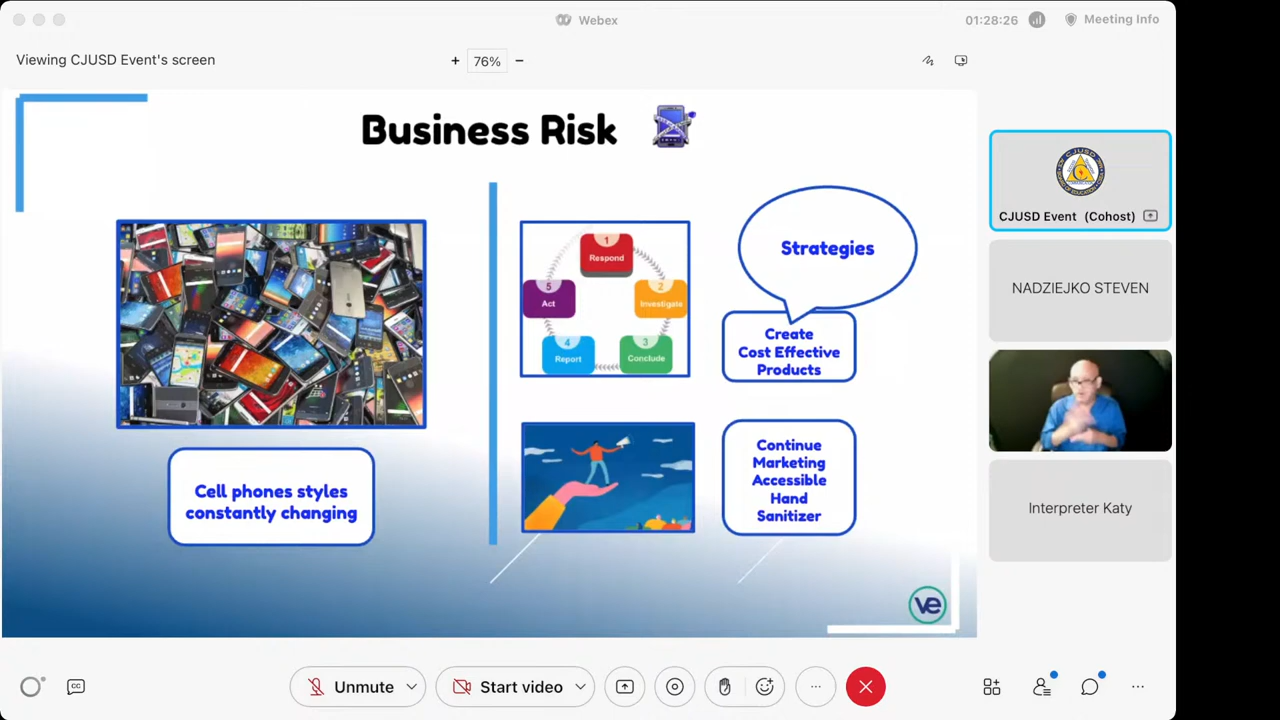 Webex
01:28:26
Meeting Info
Viewing CJUSD Event's screen
+ 76% −
Business Risk
Cell phones styles
constantly changing
1
Respond
2
Investigate
3
Conclude
4
Report
5
Act
Strategies
Create
Cost Effective
Products
Continue
Marketing
Accessible
Hand
Sanitizer
ve
CJUSD Event (Cohost)
NADZIEJKO STEVEN
Interpreter Katy
CC
Unmute
Start video